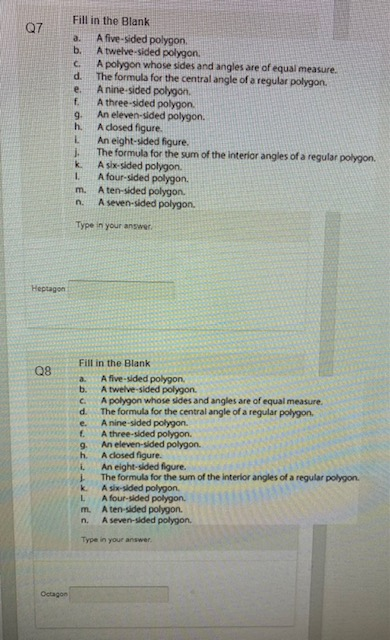 Q7
Fill in the Blank
a. A five-sided polygon.
b. A twelve-sided polygon.
c. A polygon whose sides and angles are of equal measure.
d. The formula for the central angle of a regular polygon.
e. A nine-sided polygon.
f. A three-sided polygon.
g. An eleven-sided polygon.
h. A closed figure.
i. An eight-sided figure.
j. The formula for the sum of the interior angles of a regular polygon.
k. A six-sided polygon.
l. A four-sided polygon.
m. A ten-sided polygon.
n. A seven-sided polygon.
Type in your answer.
Heptagon
Q8
Fill in the Blank
a. A five-sided polygon.
b. A twelve-sided polygon.
c. A polygon whose sides and angles are of equal measure.
d. The formula for the central angle of a regular polygon.
e. A nine-sided polygon.
f. A three-sided polygon.
g. An eleven-sided polygon.
h. A closed figure.
i. An eight-sided figure.
j. The formula for the sum of the interior angles of a regular polygon.
k. A six-sided polygon.
l. A four-sided polygon.
m. A ten-sided polygon.
n. A seven-sided polygon.
Type in your answer.
Octagon